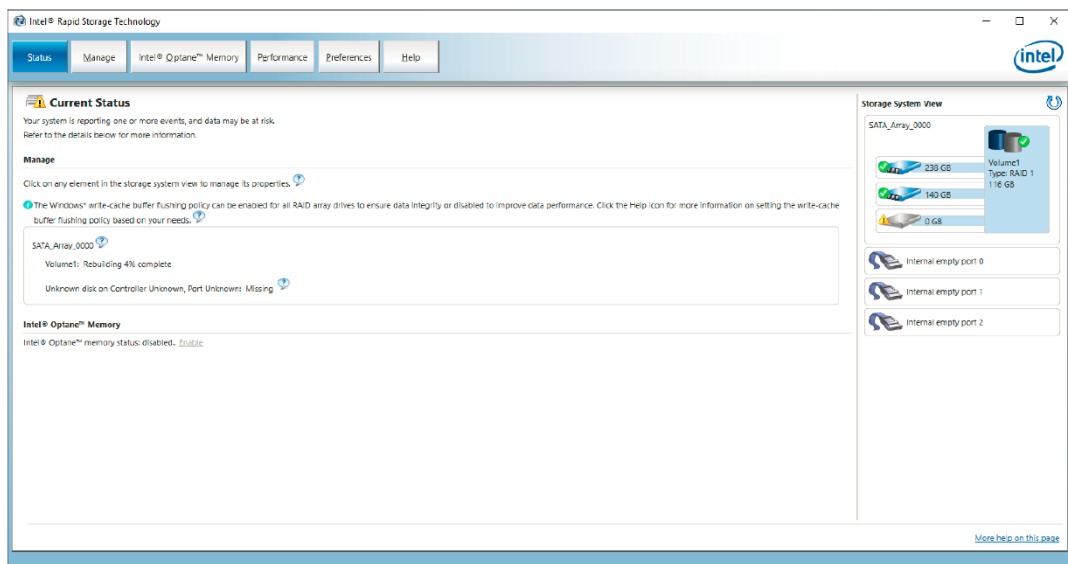 Intel® Rapid Storage Technology
Status
Manage
Intel® Optane™ Memory
Performance
Preferences
Help
intel
Current Status
Your system is reporting one or more events, and data may be at risk.
Refer to the details below for more information.
Manage
Click on any element in the storage system view to manage its properties.
The Windows* write-cache buffer flushing policy can be enabled for all RAID array drives to ensure data integrity or disabled to improve data performance. Click the Help icon for more information on setting the write-cache
buffer flushing policy based on your needs.
SATA_Array_0000
Volume1: Rebuilding 4% complete
Unknown disk on Controller Unknown, Port Unknown: Missing
Intel® Optane™ Memory
Intel® Optane™ memory status: disabled. Enable
Storage System View
SATA_Array_0000
238 GB
140 GB
0 GB
Volume1
Type: RAID 1
116 GB
Internal empty port 0
Internal empty port 1
Internal empty port 2
More help on this page